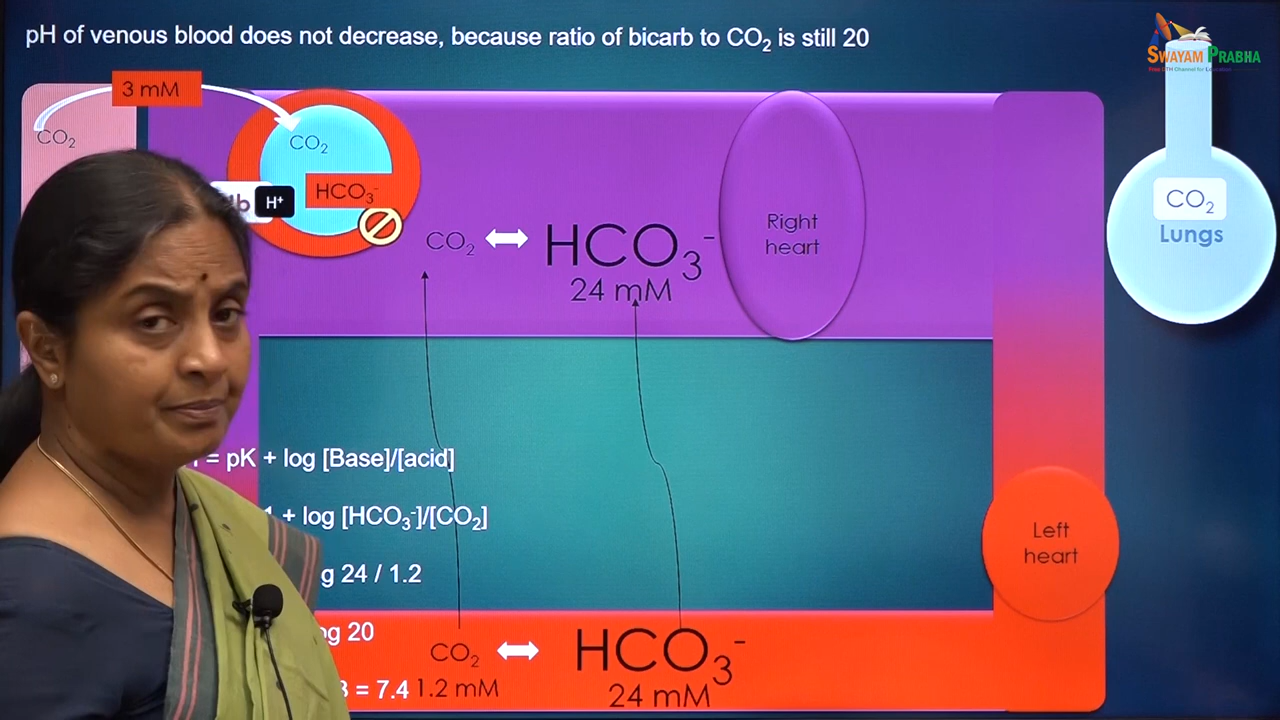 pH of venous blood does not decrease, because ratio of bicarb to CO₂ is still 20
SWAYAM PRABHA
3 mM
CO₂
CO₂
HCO₃⁻
H⁺
CO₂ ⇔ HCO₃⁻
24 mM
Right
heart
CO₂
Lungs
= pK + log [Base]/[acid]
+ log [HCO₃⁻]/[CO₂]
24 / 1.2
20
= 7.4
Left
heart
CO₂ ⇔ HCO₃⁻
1.2 mM
24 mM